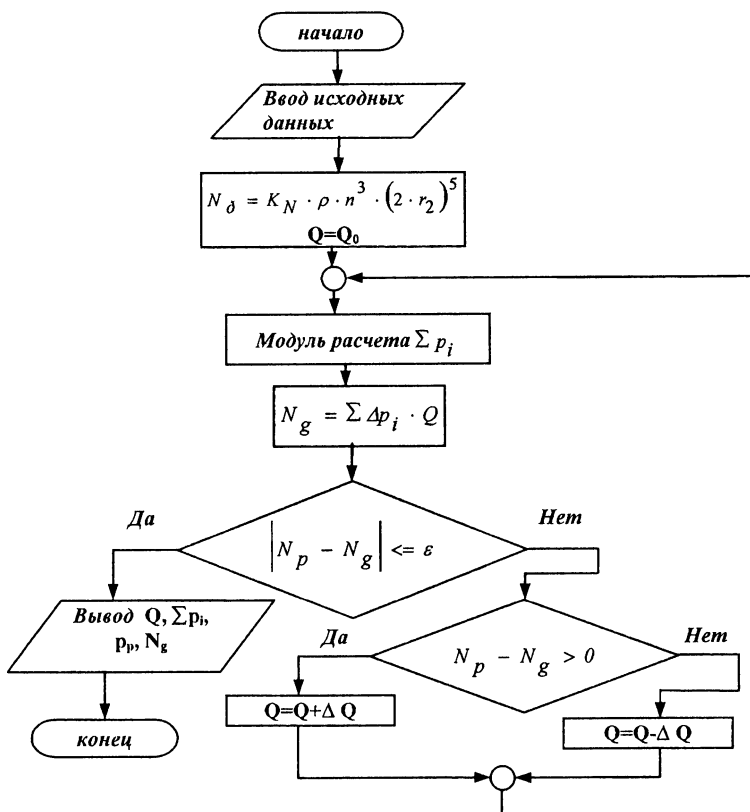 начало
Ввод исходных
данных
N_д = K_N · ρ · n^3 · (2 · r_2)^5
Q=Q_0
Модуль расчета Σ p_i
N_g = Σ Δp_i · Q
Да
Нет
|N_p − N_g| <= ε
Вывод Q, Σp_i,
p_p, N_g
Да
Нет
N_p − N_g > 0
Q=Q+Δ Q
Q=Q-Δ Q
конец